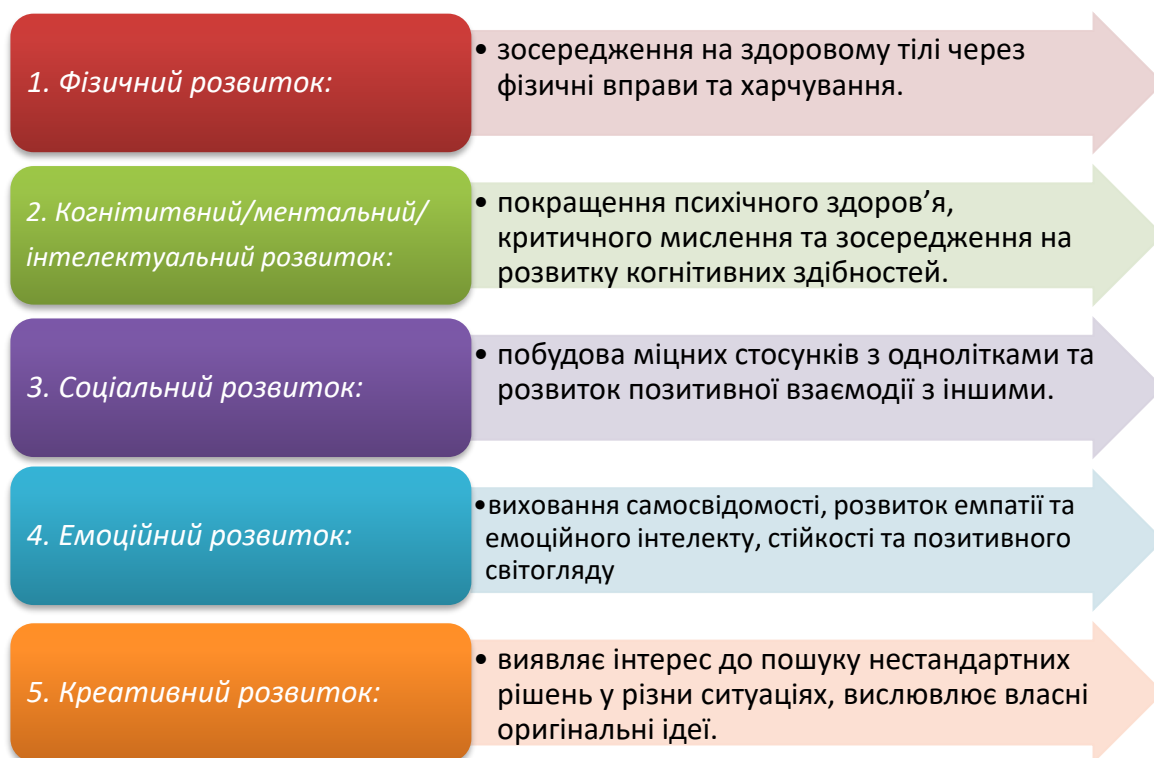 1. Фізичний розвиток:
• зосередження на здоровому тілі через
фізичні вправи та харчування.
2. Когнітитвний/ментальний/
інтелектуальний розвиток:
• покращення психічного здоров’я,
критичного мислення та зосередження на
розвитку когнітивних здібностей.
3. Соціальний розвиток:
• побудова міцних стосунків з однолітками та
розвиток позитивної взаємодії з іншими.
4. Емоційний розвиток:
•виховання самосвідомості, розвиток емпатії та
емоційного інтелекту, стійкості та позитивного
світогляду
5. Креативний розвиток:
• виявляє інтерес до пошуку нестандартних
рішень у різни ситуаціях, вислювлює власні
оригінальні ідеї.